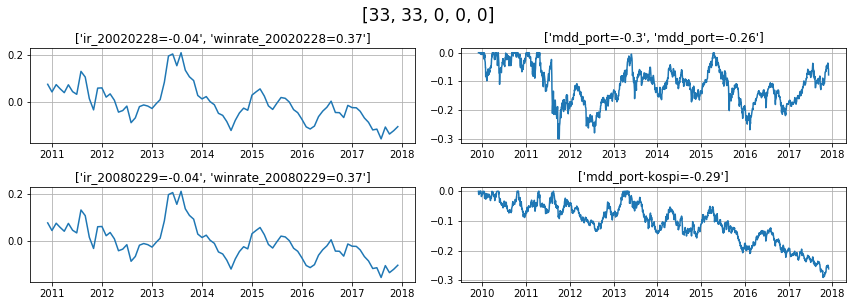 [33, 33, 0, 0, 0]
['ir_20020228=-0.04', 'winrate_20020228=0.37']
0.2
0.0
2011 2012 2013 2014 2015 2016 2017 2018
['mdd_port=-0.3', 'mdd_port=-0.26']
0.0
−0.1
−0.2
−0.3
2010 2011 2012 2013 2014 2015 2016 2017 2018
['ir_20080229=-0.04', 'winrate_20080229=0.37']
0.2
0.0
2011 2012 2013 2014 2015 2016 2017 2018
['mdd_port-kospi=-0.29']
0.0
−0.1
−0.2
−0.3
2010 2011 2012 2013 2014 2015 2016 2017 2018